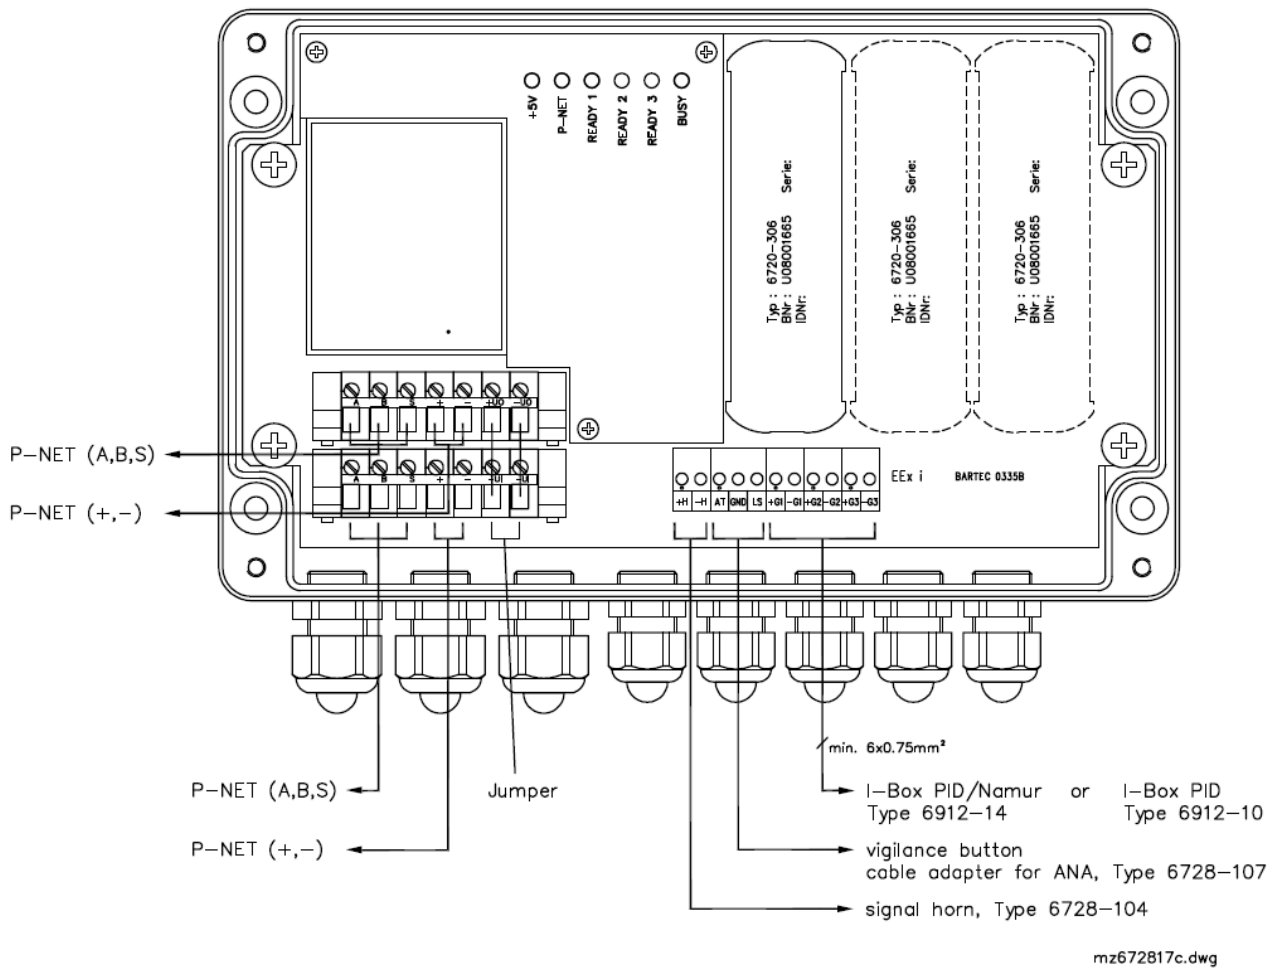 +5V
P-NET
READY 1
READY 2
READY 3
BUSY
Typ : 6720-306 Serie:
BNr : U08001665
IDNr:
Typ : 6720-306 Serie:
BNr : U08001665
IDNr:
Typ : 6720-306 Serie:
BNr : U08001665
IDNr:
A B S + - +UO -UO
P-NET (A,B,S)
A B S + - +UI -UI
P-NET (+,-)
EEx i BARTEC 0335B
+H -H AT GND LS +G1 -G1 +G2 -G2 +G3 -G3
min. 6x0.75mm²
P-NET (A,B,S)
Jumper
I-Box PID/Namur or I-Box PID
Type 6912-14 Type 6912-10
P-NET (+,-)
vigilance button
cable adapter for ANA, Type 6728-107
signal horn, Type 6728-104
mz672817c.dwg